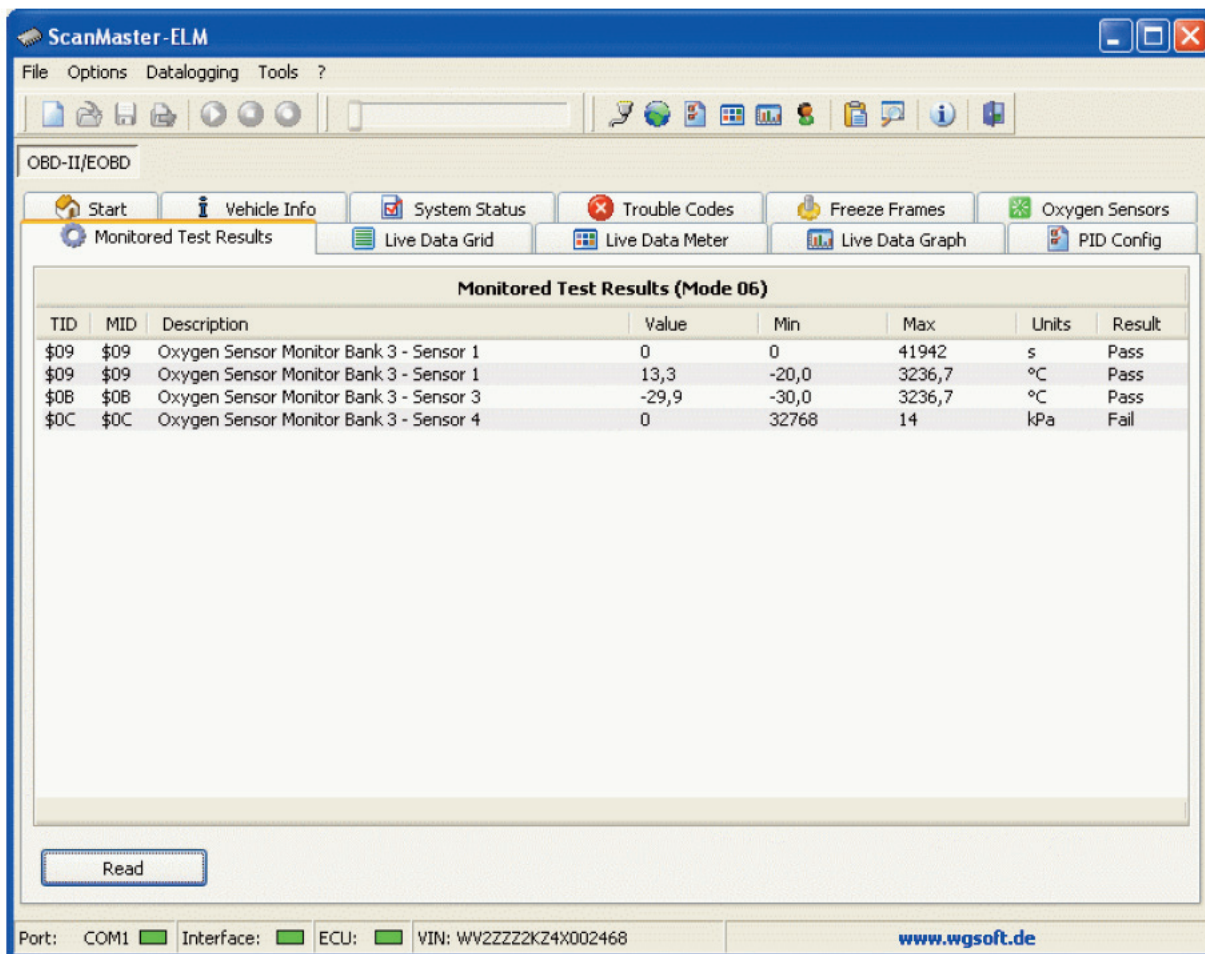 ScanMaster-ELM
File Options Datalogging Tools ?
OBD-II/EOBD
Start Vehicle Info System Status Trouble Codes Freeze Frames Oxygen Sensors
Monitored Test Results Live Data Grid Live Data Meter Live Data Graph PID Config
Monitored Test Results (Mode 06)
TID MID Description Value Min Max Units Result
$09 $09 Oxygen Sensor Monitor Bank 3 - Sensor 1 0 0 41942 s Pass
$09 $09 Oxygen Sensor Monitor Bank 3 - Sensor 1 13,3 -20,0 3236,7 °C Pass
$0B $0B Oxygen Sensor Monitor Bank 3 - Sensor 3 -29,9 -30,0 3236,7 °C Pass
$0C $0C Oxygen Sensor Monitor Bank 3 - Sensor 4 0 32768 14 kPa Fail
Read
Port: COM1 Interface: ECU: VIN: WV2ZZZ2KZ4X002468 www.wgsoft.de